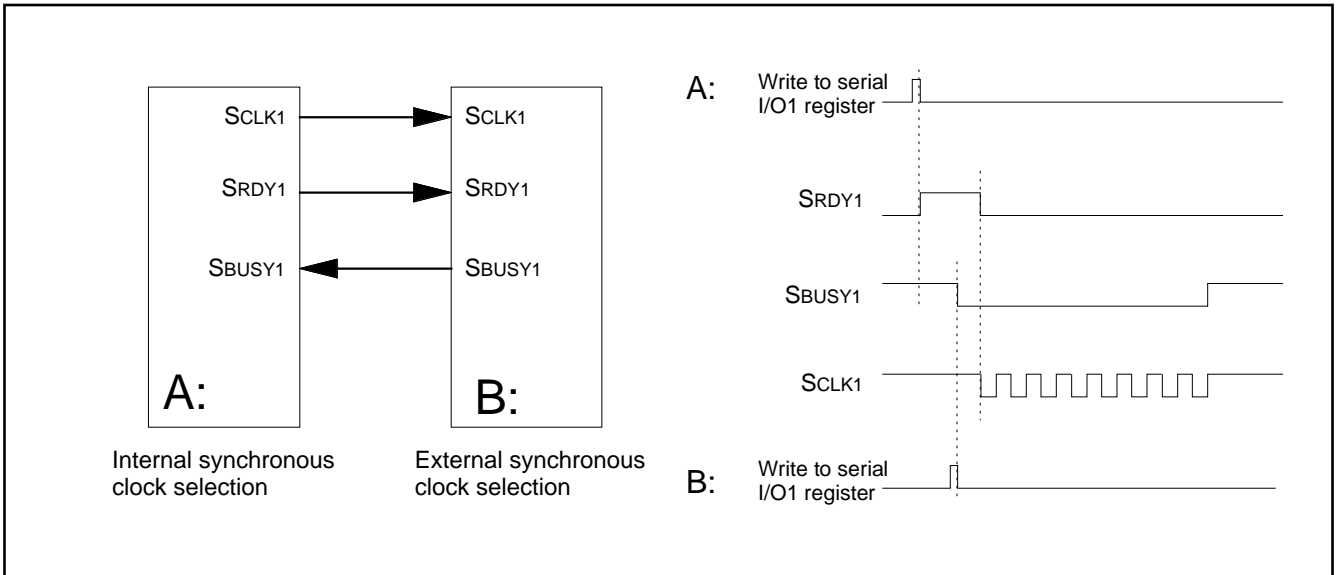 SCLK1
SRDY1
SBUSY1
A:
Internal synchronous
clock selection
SCLK1
SRDY1
SBUSY1
B:
External synchronous
clock selection
A:
Write to serial
I/O1 register
SRDY1
SBUSY1
SCLK1
B:
Write to serial
I/O1 register